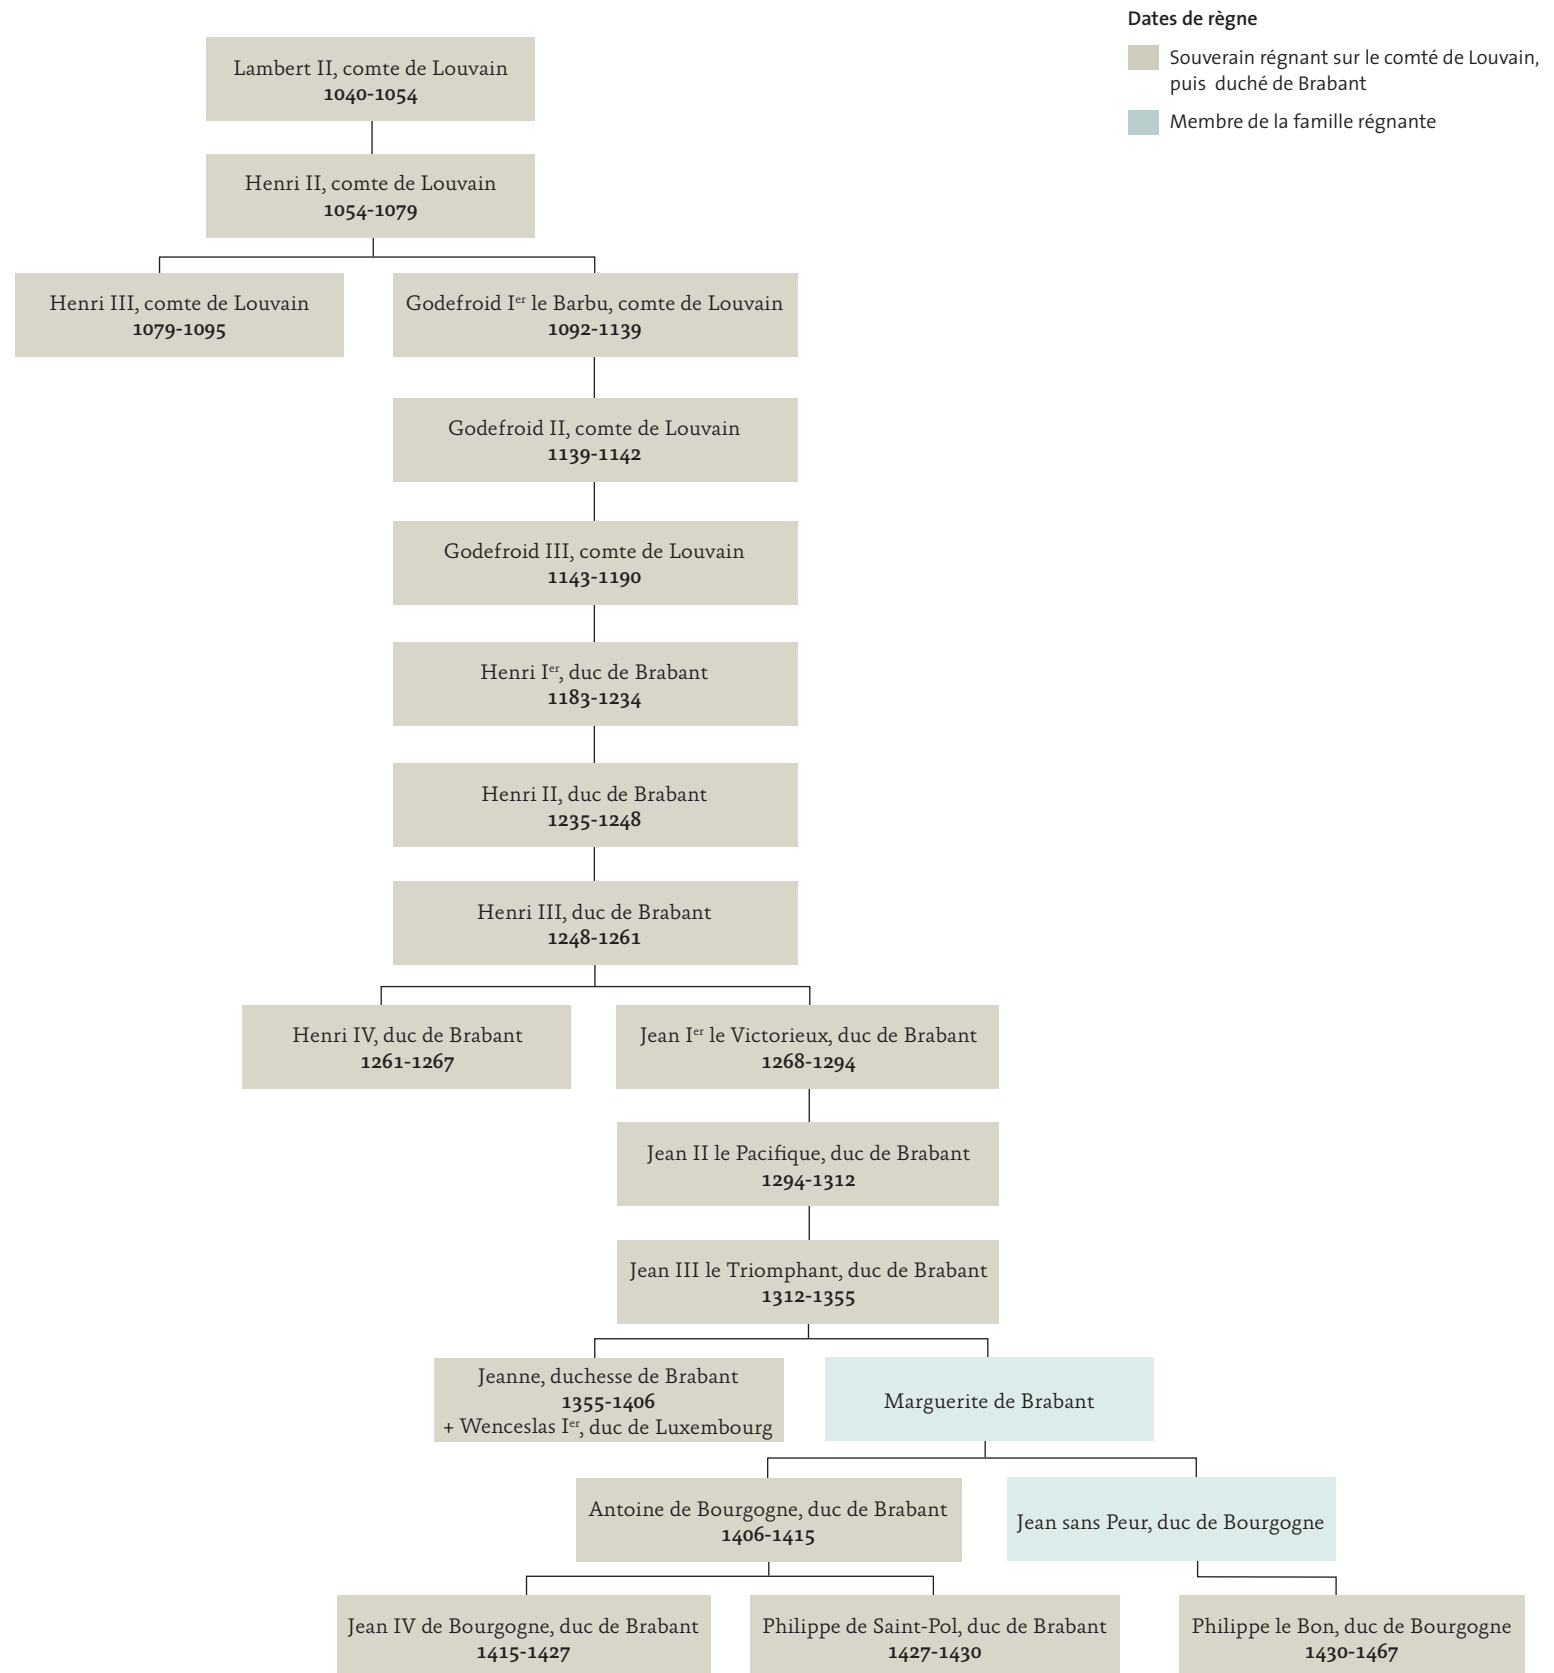 Dates de règne
Souverain régnant sur le comté de Louvain,
puis duché de Brabant
Membre de la famille régnante
Lambert II, comte de Louvain
1040-1054
Henri II, comte de Louvain
1054-1079
Henri III, comte de Louvain
1079-1095
Godefroid Ier le Barbu, comte de Louvain
1092-1139
Godefroid II, comte de Louvain
1139-1142
Godefroid III, comte de Louvain
1143-1190
Henri Ier, duc de Brabant
1183-1234
Henri II, duc de Brabant
1235-1248
Henri III, duc de Brabant
1248-1261
Henri IV, duc de Brabant
1261-1267
Jean Ier le Victorieux, duc de Brabant
1268-1294
Jean II le Pacifique, duc de Brabant
1294-1312
Jean III le Triomphant, duc de Brabant
1312-1355
Jeanne, duchesse de Brabant
1355-1406
+ Wenceslas Ier, duc de Luxembourg
Marguerite de Brabant
Antoine de Bourgogne, duc de Brabant
1406-1415
Jean sans Peur, duc de Bourgogne
Jean IV de Bourgogne, duc de Brabant
1415-1427
Philippe de Saint-Pol, duc de Brabant
1427-1430
Philippe le Bon, duc de Bourgogne
1430-1467